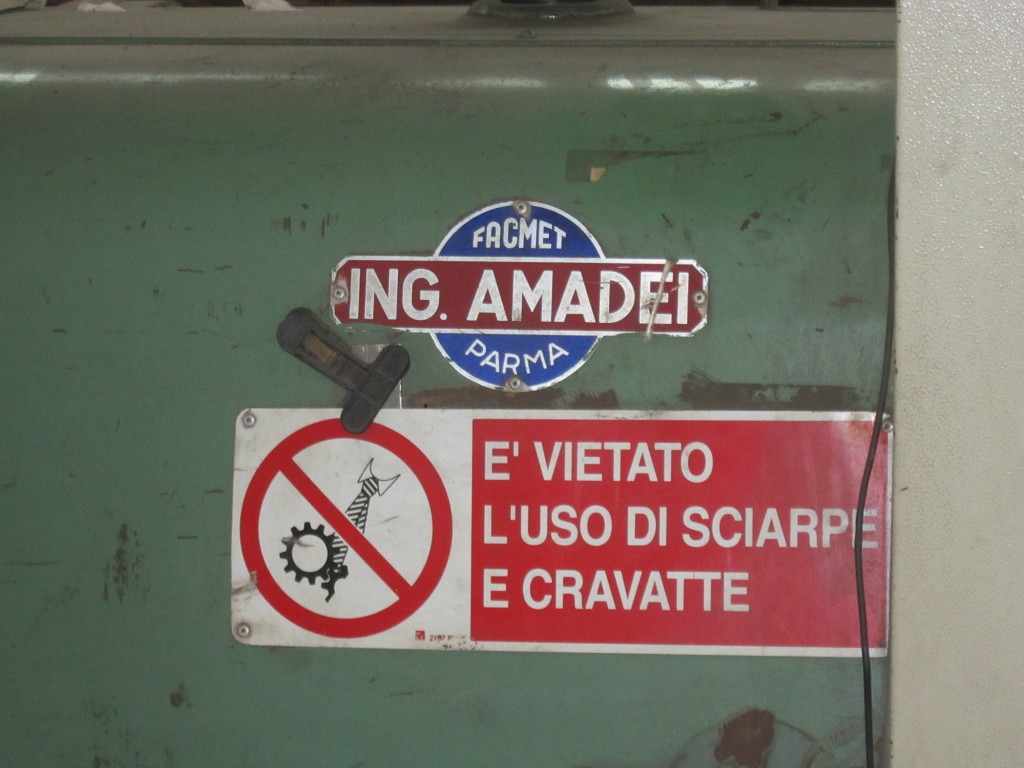 FACMET
ING. AMADEI
PARMA
E' VIETATO
L'USO DI SCIARPE
E CRAVATTE